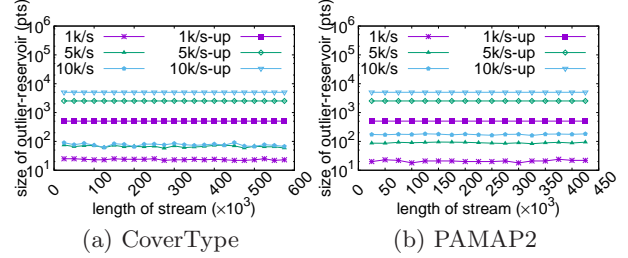 size of outlier-reservoir (pts)
10^6
10^5
10^4
10^3
10^2
10^1
1k/s 1k/s-up
5k/s 5k/s-up
10k/s 10k/s-up
0 100 200 300 400 500 600
length of stream (×10^3)
(a) CoverType
size of outlier-reservoir (pts)
10^6
10^5
10^4
10^3
10^2
10^1
1k/s 1k/s-up
5k/s 5k/s-up
10k/s 10k/s-up
0 50 100 150 200 250 300 350 400 450
length of stream (×10^3)
(b) PAMAP2